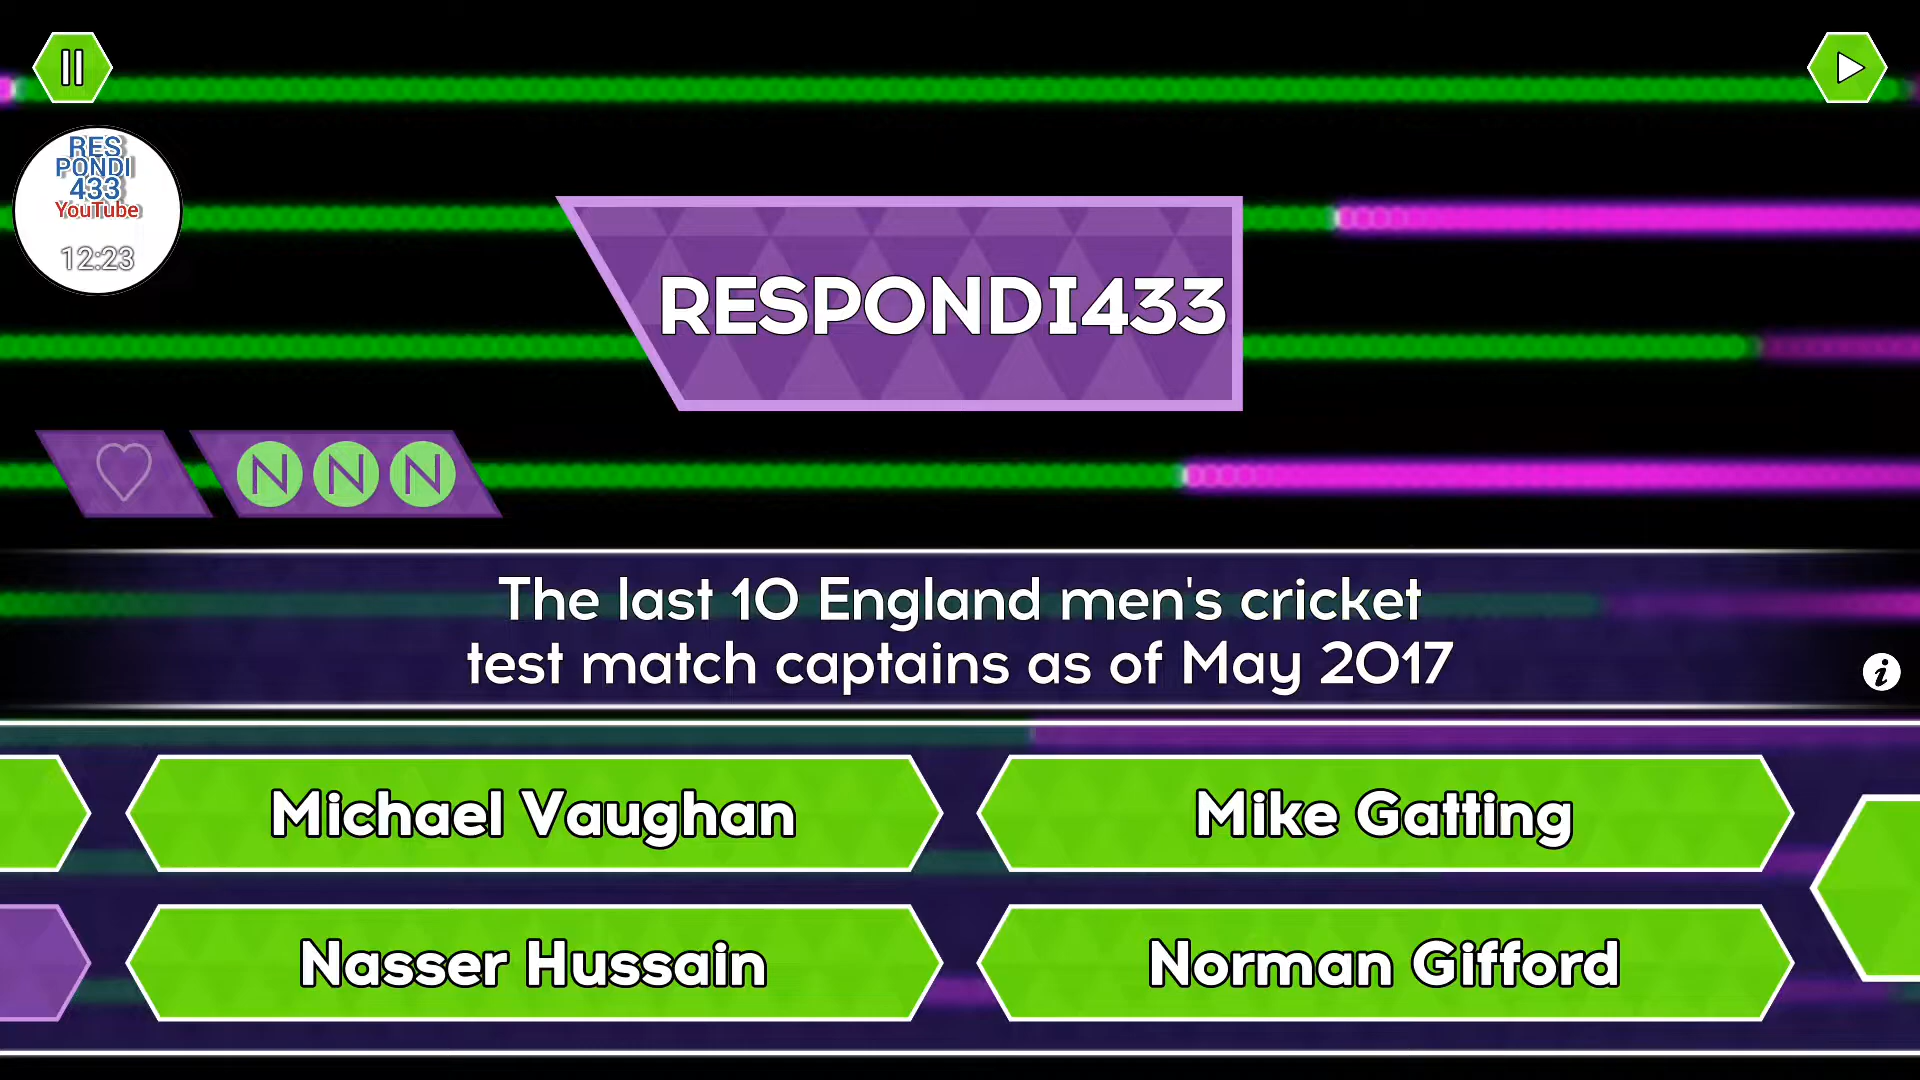 RES
PONDI
433
YouTube
12:23
RESPONDI433
N N N
The last 10 England men's cricket
test match captains as of May 2017
i
Michael Vaughan
Mike Gatting
Nasser Hussain
Norman Gifford